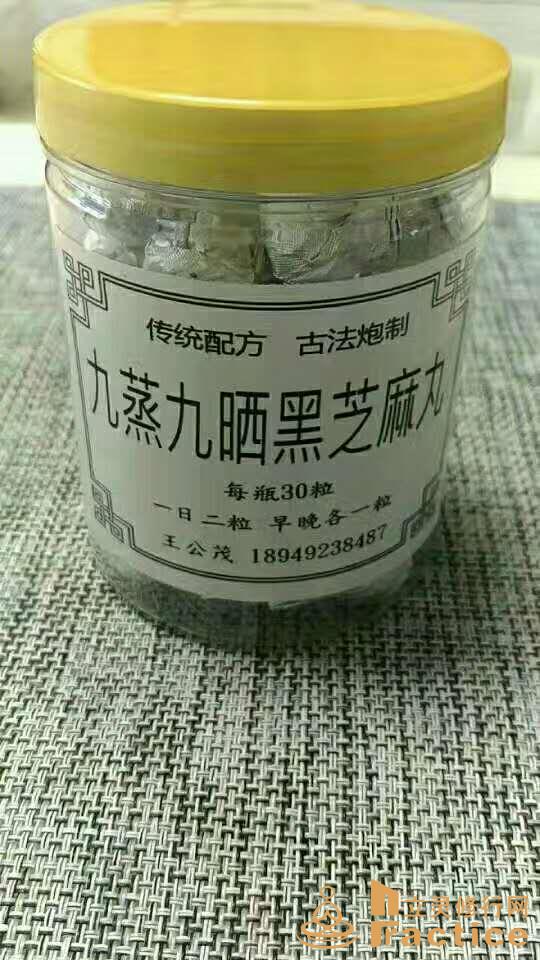 传统配方 古法炮制
九蒸九晒黑芝麻丸
每瓶30粒
一日二粒 早晚各一粒
王公茂 18949238487
ractice